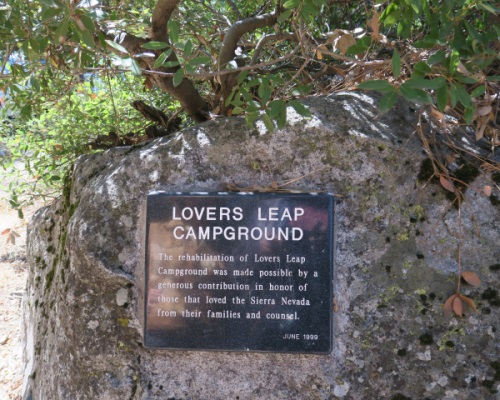 LOVERS LEAP
CAMPGROUND
The rehabilitation of Lovers Leap
Campground was made possible by a
generous contribution in honor of
those that loved the Sierra Nevada
from their families and counsel.
JUNE 1999